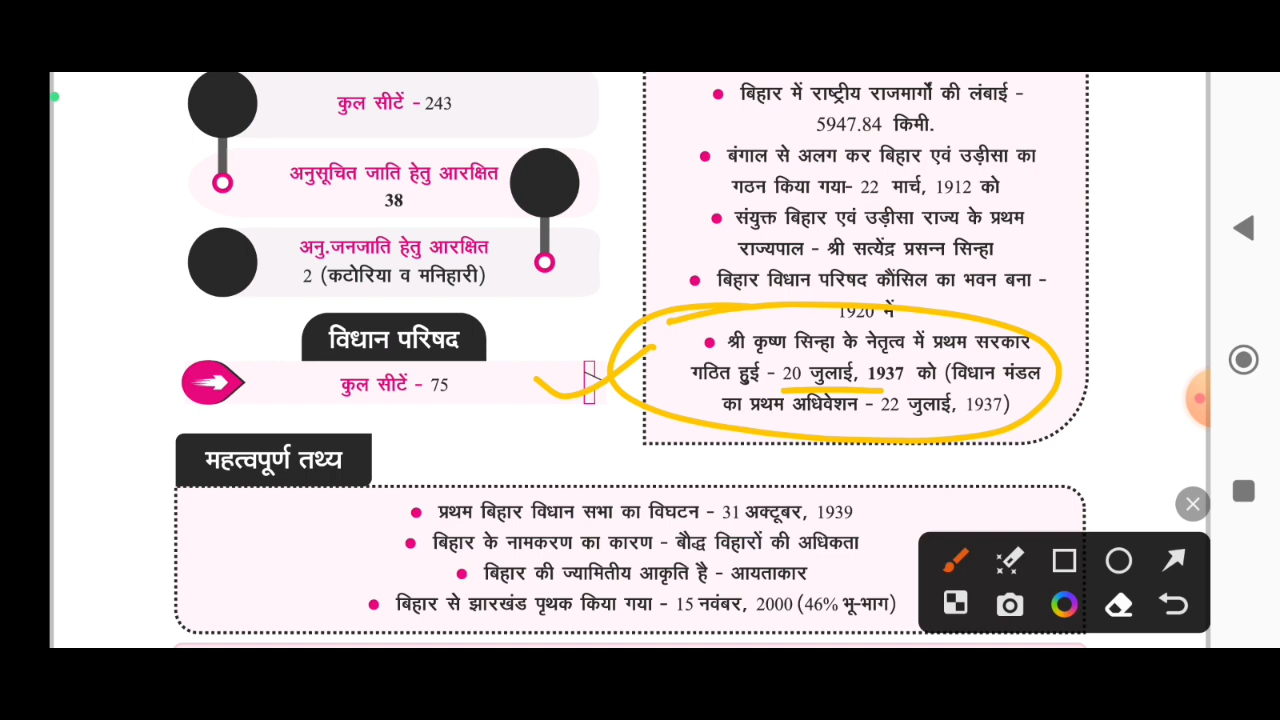 कुल सीटें - 243
अनुसूचित जाति हेतु आरक्षित
38
अनु.जनजाति हेतु आरक्षित
2 (कटोरिया व मनिहारी)
विधान परिषद
कुल सीटें - 75
बिहार में राष्ट्रीय राजमार्गों की लंबाई -
5947.84 किमी.
बंगाल से अलग कर बिहार एवं उड़ीसा का
गठन किया गया- 22 मार्च, 1912 को
संयुक्त बिहार एवं उड़ीसा राज्य के प्रथम
राज्यपाल - श्री सत्येंद्र प्रसन्न सिन्हा
बिहार विधान परिषद कौंसिल का भवन बना -
1920 में
श्री कृष्ण सिन्हा के नेतृत्व में प्रथम सरकार
गठित हुई - 20 जुलाई, 1937 को (विधान मंडल
का प्रथम अधिवेशन - 22 जुलाई, 1937)
महत्वपूर्ण तथ्य
प्रथम बिहार विधान सभा का विघटन - 31 अक्टूबर, 1939
बिहार के नामकरण का कारण - बौद्ध विहारों की अधिकता
बिहार की ज्यामितीय आकृति है - आयताकार
बिहार से झारखंड पृथक किया गया - 15 नवंबर, 2000 (46% भू-भाग)